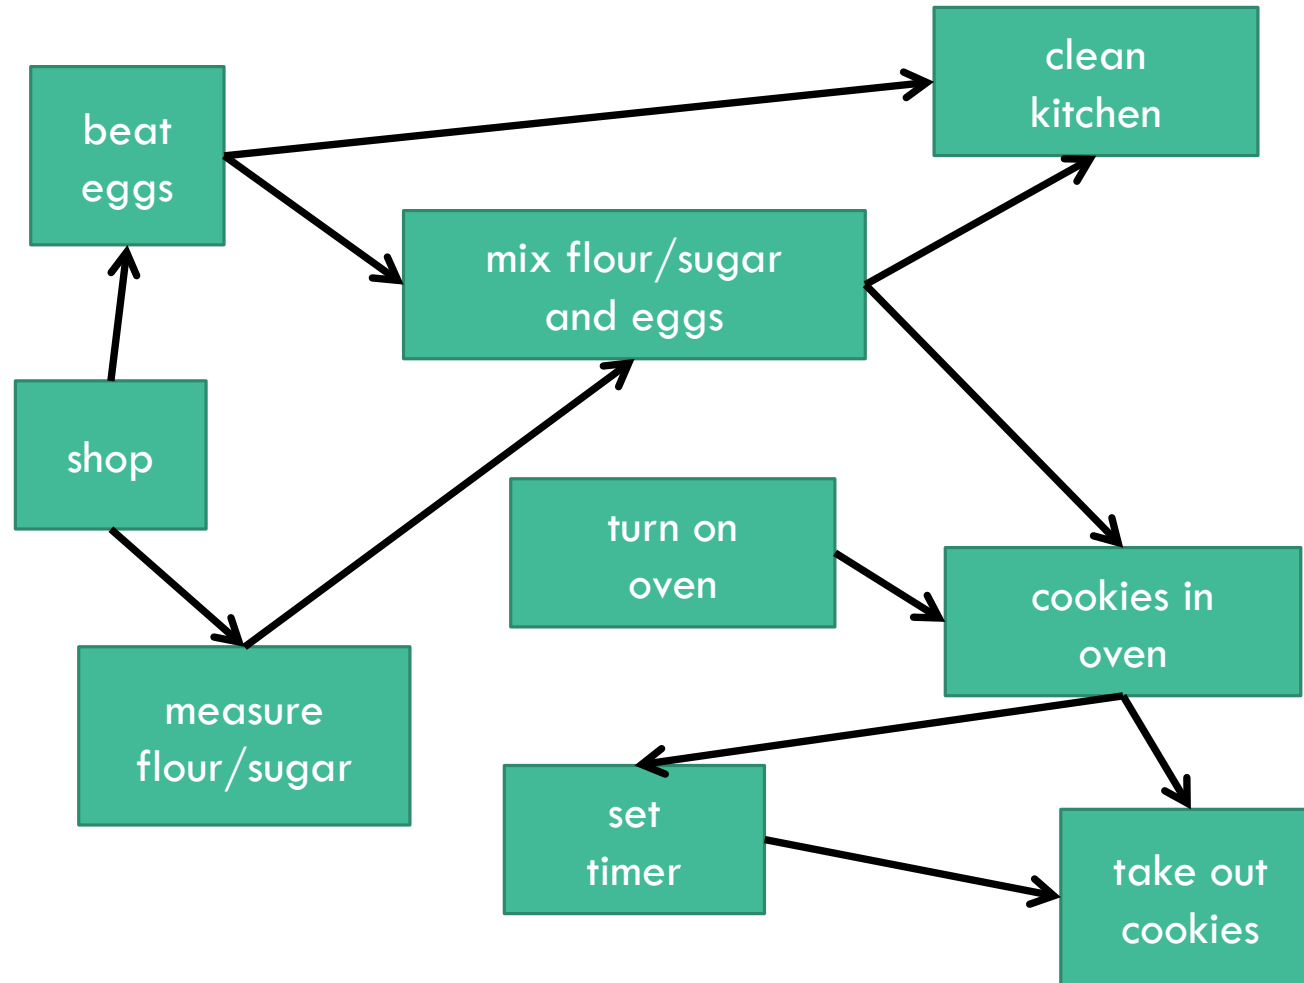 clean
kitchen
beat
eggs
mix flour/sugar
and eggs
shop
turn on
oven
cookies in
oven
measure
flour/sugar
set
timer
take out
cookies